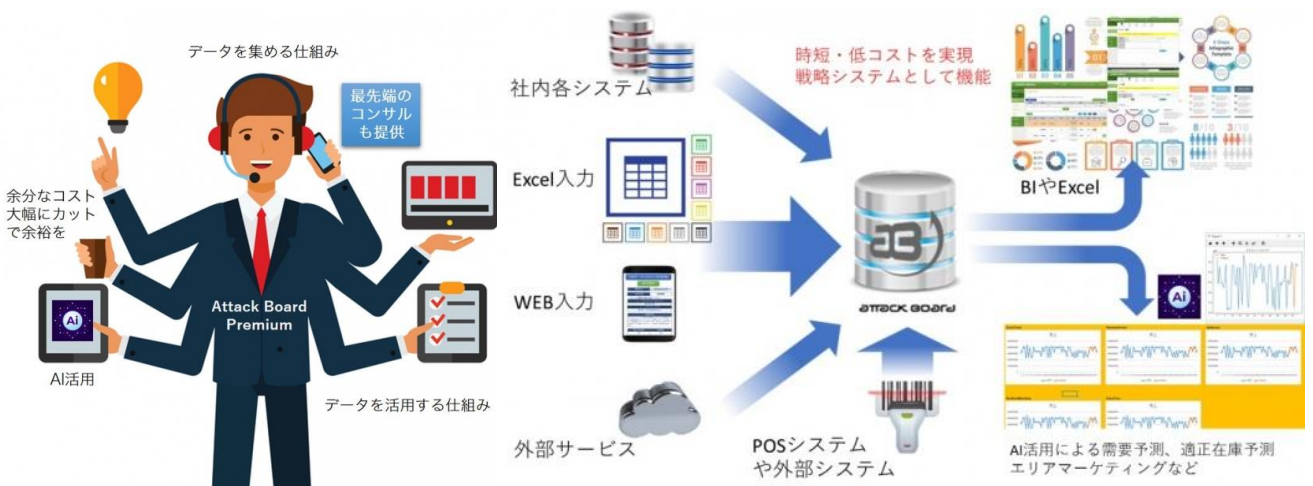 データを集める仕組み
最先端の
コンサル
も提供
余分なコスト
大幅にカット
で余裕を
Attack Board
Premium
Ai
AI活用
データを活用する仕組み
社内各システム
Excel入力
WEB入力
外部サービス
時短・低コストを実現
戦略システムとして機能
ATTACK BOARD
POSシステム
や外部システム
BIやExcel
Ai
AI活用による需要予測、適正在庫予測
エリアマーケティングなど